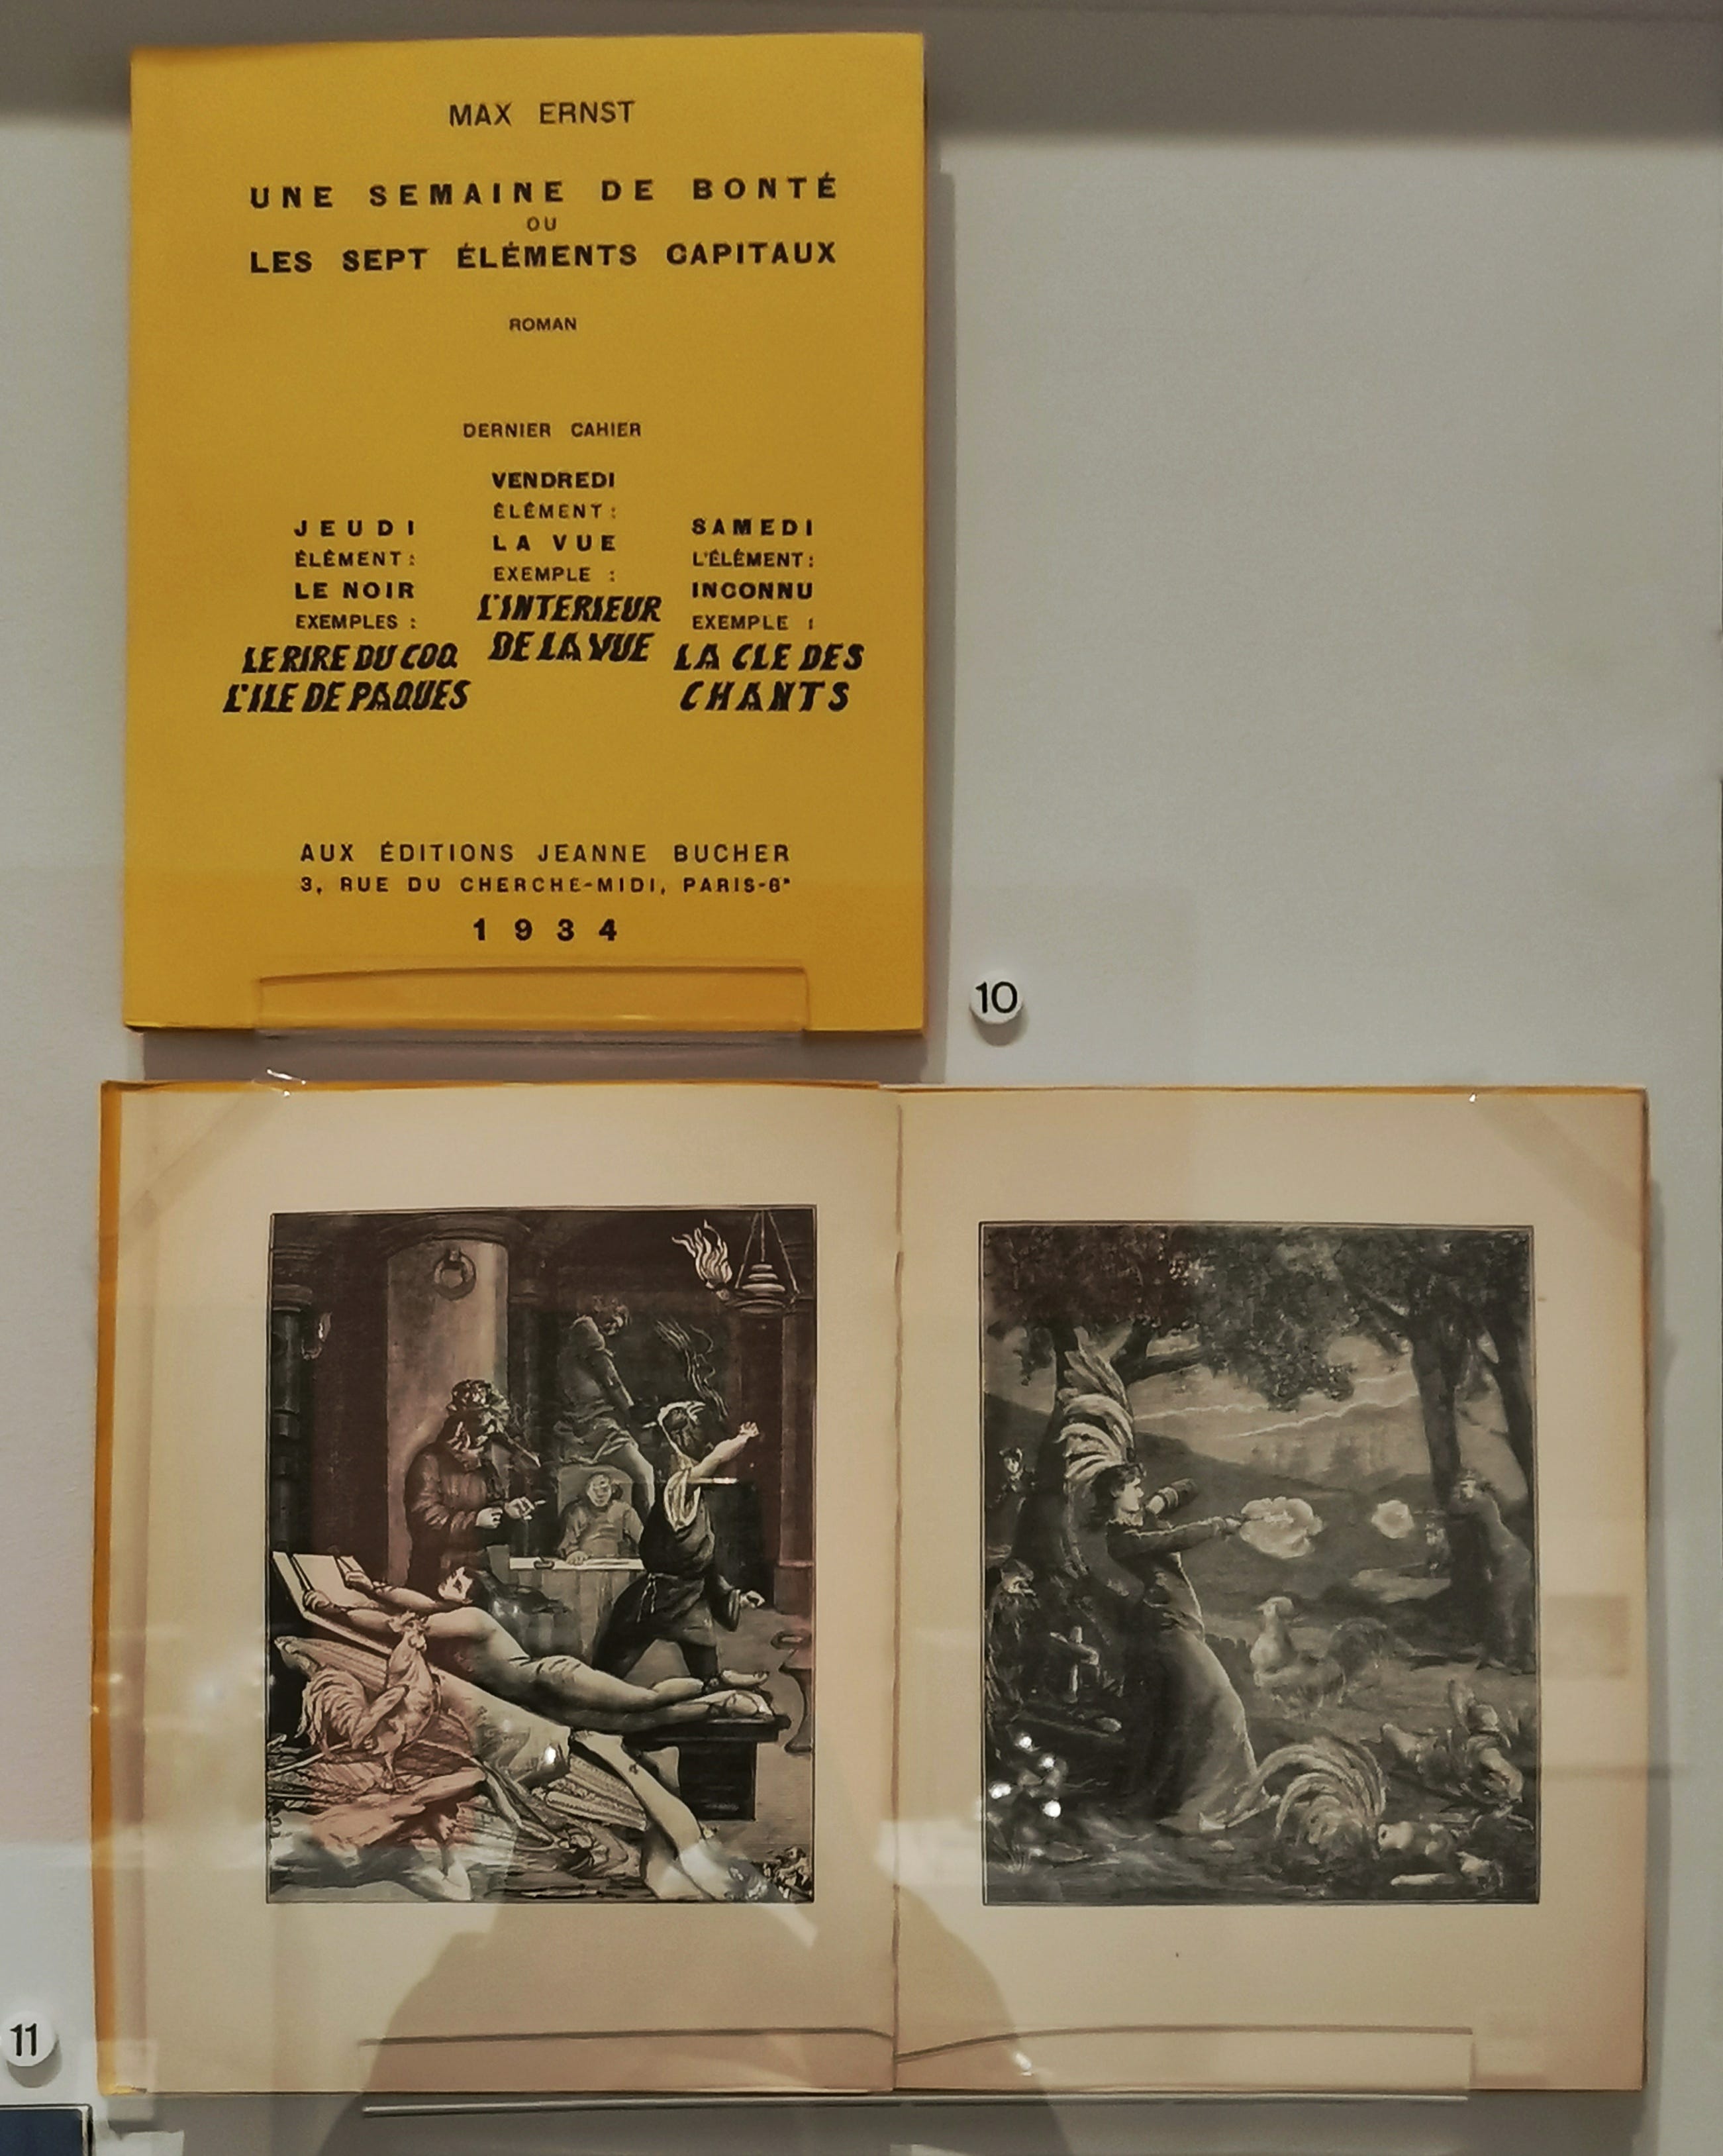 MAX ERNST
UNE SEMAINE DE BONTÉ
OU
LES SEPT ÉLÉMENTS CAPITAUX
ROMAN
DERNIER CAHIER
JEUDI
ÉLÉMENT:
LE NOIR
EXEMPLES :
LE RIRE DU COQ
L'ILE DE PAQUES
VENDREDI
ÉLÉMENT:
LA VUE
EXEMPLE :
L'INTERIEUR
DE LA VUE
SAMEDI
L'ÉLÉMENT:
INCONNU
EXEMPLE :
LA CLE DES
CHANTS
AUX ÉDITIONS JEANNE BUCHER
3, RUE DU CHERCHE-MIDI, PARIS-6e
1934
10
11